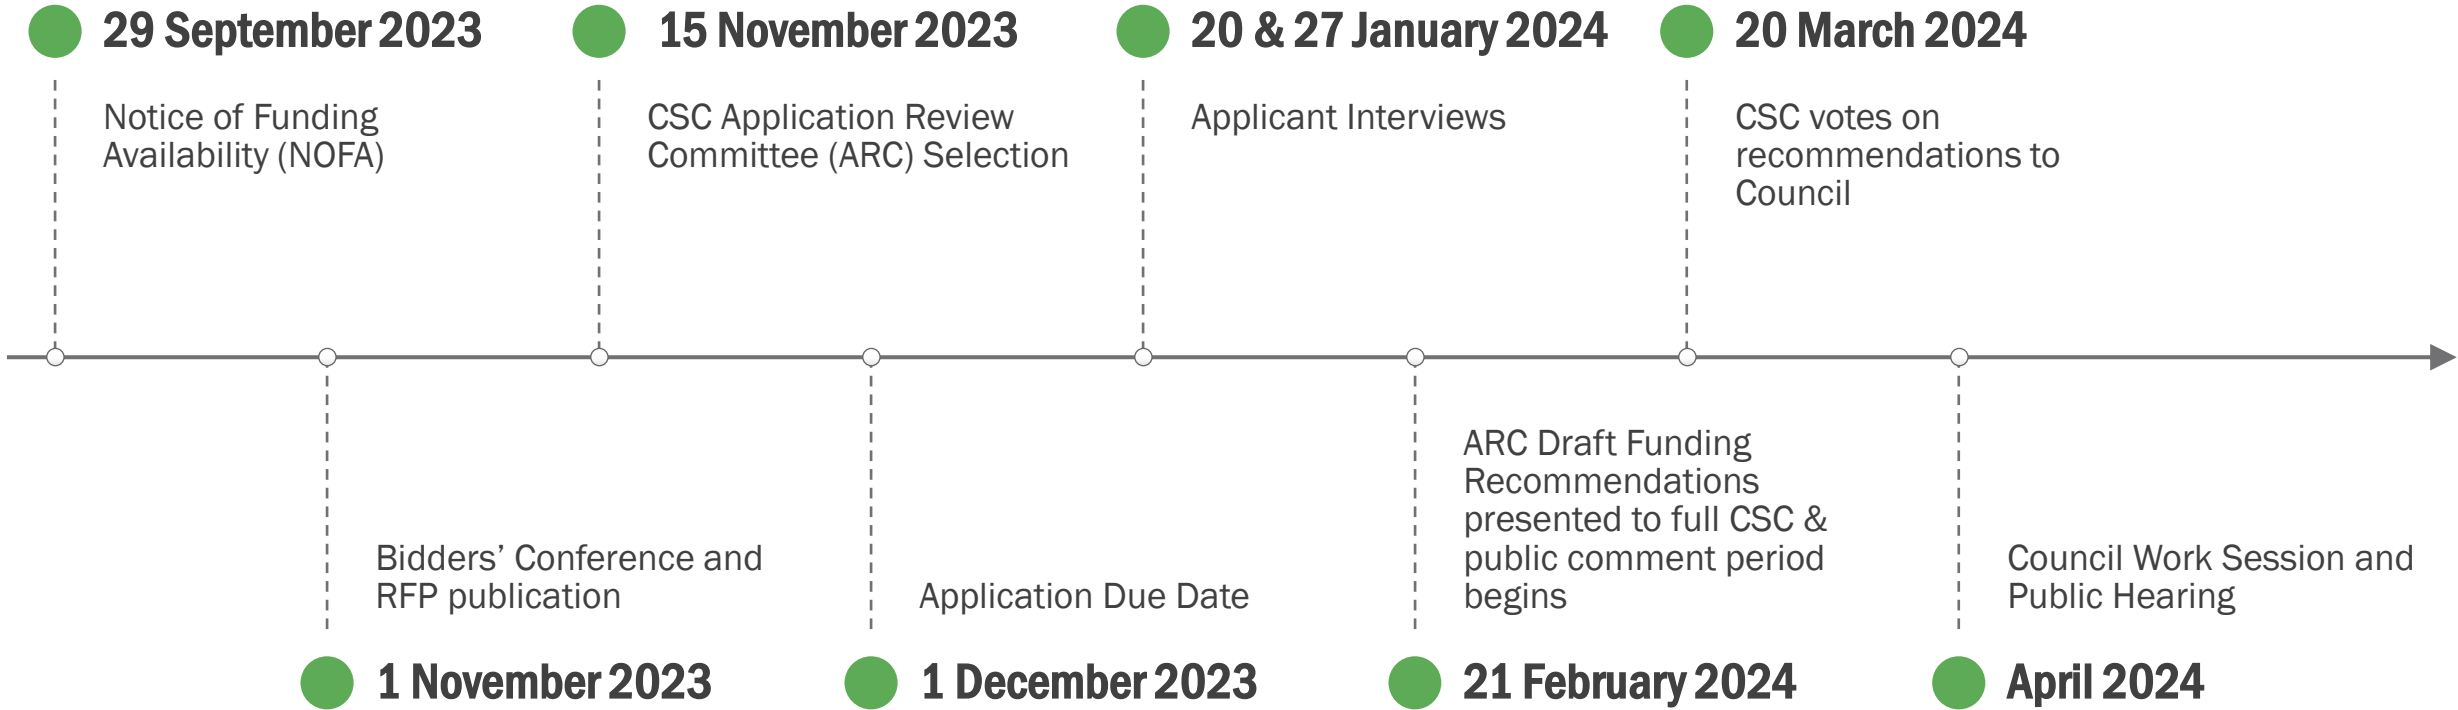 29 September 2023
Notice of Funding
Availability (NOFA)
1 November 2023
Bidders’ Conference and
RFP publication
15 November 2023
CSC Application Review
Committee (ARC) Selection
1 December 2023
Application Due Date
20 & 27 January 2024
Applicant Interviews
21 February 2024
ARC Draft Funding
Recommendations
presented to full CSC &
public comment period
begins
20 March 2024
CSC votes on
recommendations to
Council
April 2024
Council Work Session and
Public Hearing